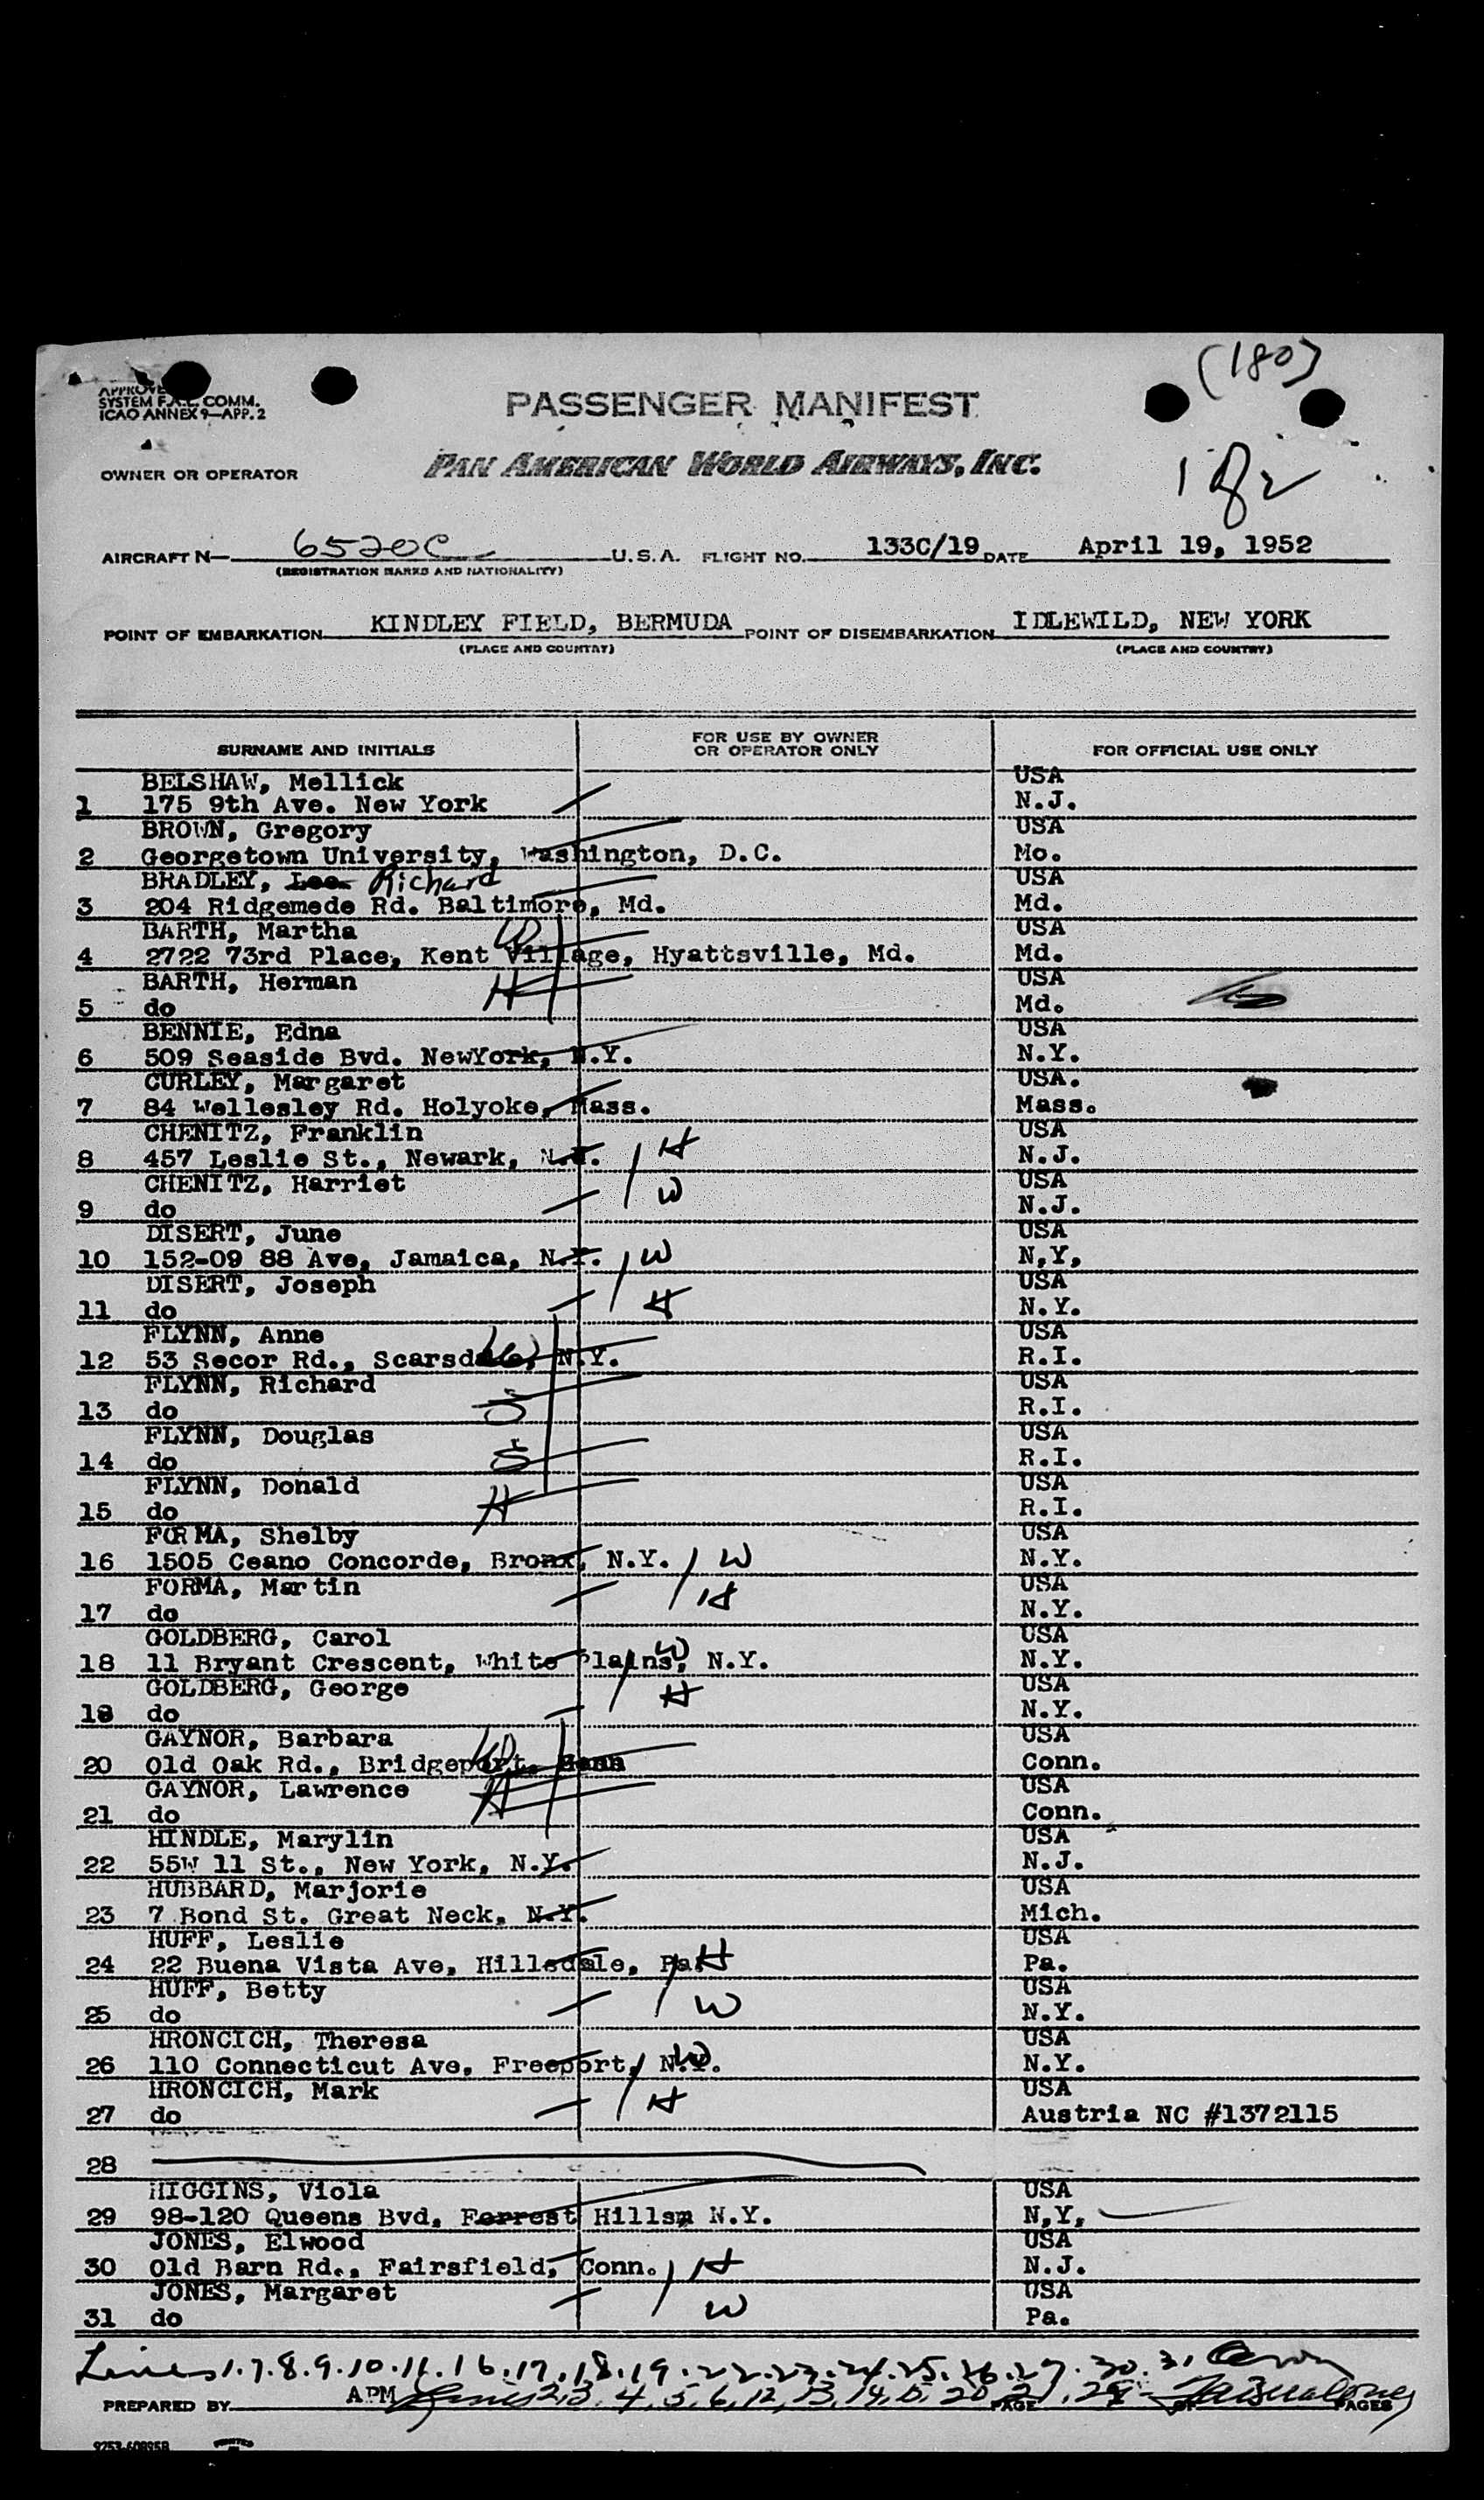 (180)
APPROVE
SYSTEM F.A.L. COMM.
ICAO ANNEX 9—APP. 2
PASSENGER MANIFEST
OWNER OR OPERATOR
PAN AMERICAN WORLD AIRWAYS, INC.
AIRCRAFT N— 6520C U.S.A. FLIGHT NO. 133C/19 DATE April 19, 1952
(REGISTRATION MARKS AND NATIONALITY)
POINT OF EMBARKATION KINDLEY FIELD, BERMUDA POINT OF DISEMBARKATION IDLEWILD, NEW YORK
(PLACE AND COUNTRY) (PLACE AND COUNTRY)
SURNAME AND INITIALS FOR USE BY OWNER OR OPERATOR ONLY FOR OFFICIAL USE ONLY
BELSHAW, Mellick USA
1 175 9th Ave. New York N.J.
BROWN, Gregory USA
2 Georgetown University, Washington, D.C. Mo.
BRADLEY, Lee Richard USA
3 204 Ridgemede Rd. Baltimore, Md. Md.
BARTH, Martha W USA
4 2722 73rd Place, Kent Village, Hyattsville, Md. Md.
BARTH, Herman H USA
5 do Md.
BENNIE, Edna USA
6 509 Seaside Bvd. NewYork, N.Y. N.Y.
CURLEY, Margaret USA.
7 84 Wellesley Rd. Holyoke, Mass. Mass.
CHENITZ, Franklin H USA
8 457 Leslie St., Newark, N.J. N.J.
CHENITZ, Harriet W USA
9 do N.J.
DISERT, June USA
10 152-09 88 Ave, Jamaica, N.Y. W N,Y,
DISERT, Joseph USA
11 do H N.Y.
FLYNN, Anne W USA
12 53 Secor Rd., Scarsdale, N.Y. R.I.
FLYNN, Richard USA
13 do S R.I.
FLYNN, Douglas USA
14 do S R.I.
FLYNN, Donald USA
15 do H R.I.
FORMA, Shelby USA
16 1505 Ceano Concorde, Bronx, N.Y. W N.Y.
FORMA, Martin USA
17 do H N.Y.
GOLDBERG, Carol USA
18 11 Bryant Crescent, White Plains, N.Y. W N.Y.
GOLDBERG, George H USA
19 do N.Y.
GAYNOR, Barbara W USA
20 Old Oak Rd., Bridgeport, Conn Conn.
GAYNOR, Lawrence H USA
21 do Conn.
HINDLE, Marylin USA
22 55W 11 St., New York, N.Y. N.J.
HUBBARD, Marjorie USA
23 7 Bond St. Great Neck, N.Y. Mich.
HUFF, Leslie USA
24 22 Buena Vista Ave, Hillsdale, Pa. H Pa.
HUFF, Betty USA
25 do W N.Y.
HRONCICH, Theresa USA
26 110 Connecticut Ave, Freeport, N.Y. W N.Y.
HRONCICH, Mark H USA
27 do Austria NC #1372115
28
HIGGINS, Viola USA
29 98-120 Queens Bvd, Forrest Hillsm N.Y. N,Y,
JONES, Elwood USA
30 Old Barn Rd., Fairsfield, Conn. H N.J.
JONES, Margaret USA
31 do W Pa.
Lines 1.7.8.9.10.11.16.17.18.19.22.23.24.25.26.27.30.31
APM Lines 2,3,4,5,6,12,13,14,15,20,21,29
PREPARED BY PAGE OF PAGES
9253-60895B